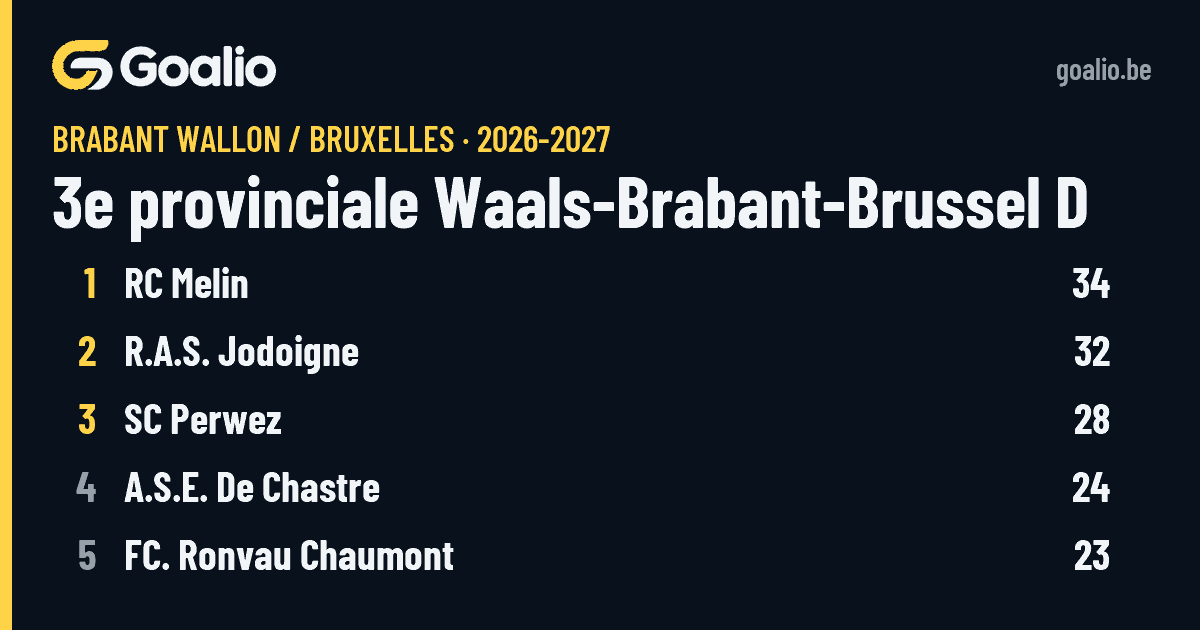 Goalio
goalio.be
BRABANT WALLON / BRUXELLES · 2026-2027
3e provinciale Waals-Brabant-Brussel D
1 RC Melin 34
2 R.A.S. Jodoigne 32
3 SC Perwez 28
4 A.S.E. De Chastre 24
5 FC. Ronvau Chaumont 23